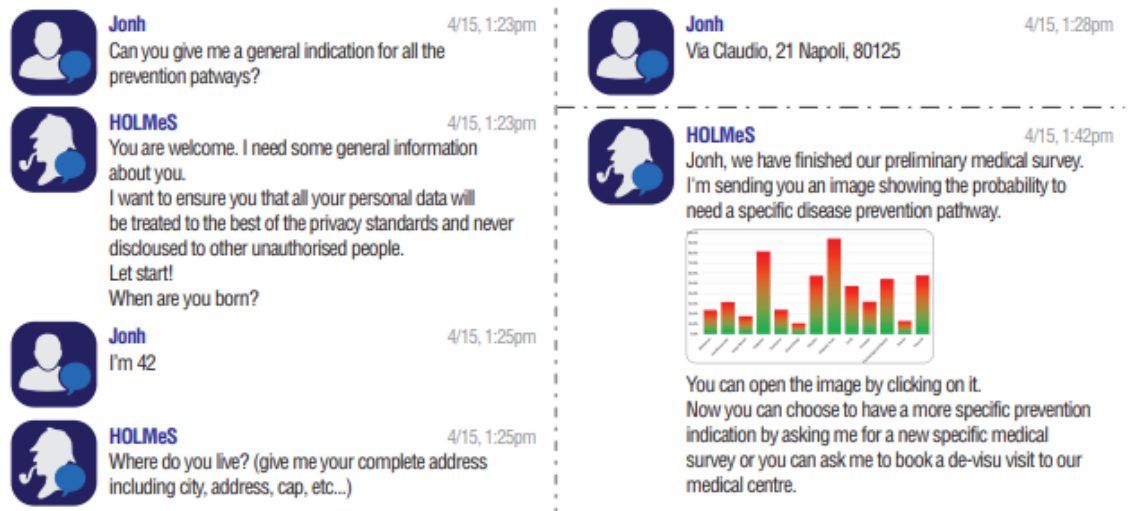 Jonh 4/15, 1:23pm
Can you give me a general indication for all the
prevention patways?
HOLMeS 4/15, 1:23pm
You are welcome. I need some general information
about you.
I want to ensure you that all your personal data will
be treated to the best of the privacy standards and never
discloused to other unauthorised people.
Let start!
When are you born?
Jonh 4/15, 1:25pm
I'm 42
HOLMeS 4/15, 1:25pm
Where do you live? (give me your complete address
including city, address, cap, etc...)
Jonh 4/15, 1:28pm
Via Claudio, 21 Napoli, 80125
HOLMeS 4/15, 1:42pm
Jonh, we have finished our preliminary medical survey.
I'm sending you an image showing the probability to
need a specific disease prevention pathway.
You can open the image by clicking on it.
Now you can choose to have a more specific prevention
indication by asking me for a new specific medical
survey or you can ask me to book a de-visu visit to our
medical centre.